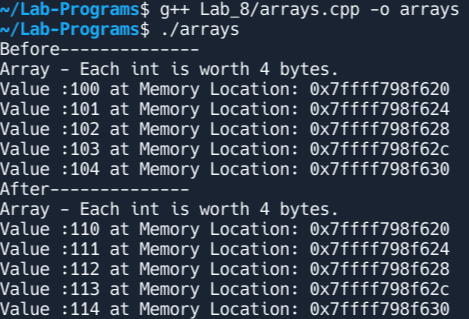 ~/Lab-Programs$ g++ Lab_8/arrays.cpp -o arrays
~/Lab-Programs$ ./arrays
Before--------------
Array - Each int is worth 4 bytes.
Value :100 at Memory Location: 0x7ffff798f620
Value :101 at Memory Location: 0x7ffff798f624
Value :102 at Memory Location: 0x7ffff798f628
Value :103 at Memory Location: 0x7ffff798f62c
Value :104 at Memory Location: 0x7ffff798f630
After--------------
Array - Each int is worth 4 bytes.
Value :110 at Memory Location: 0x7ffff798f620
Value :111 at Memory Location: 0x7ffff798f624
Value :112 at Memory Location: 0x7ffff798f628
Value :113 at Memory Location: 0x7ffff798f62c
Value :114 at Memory Location: 0x7ffff798f630